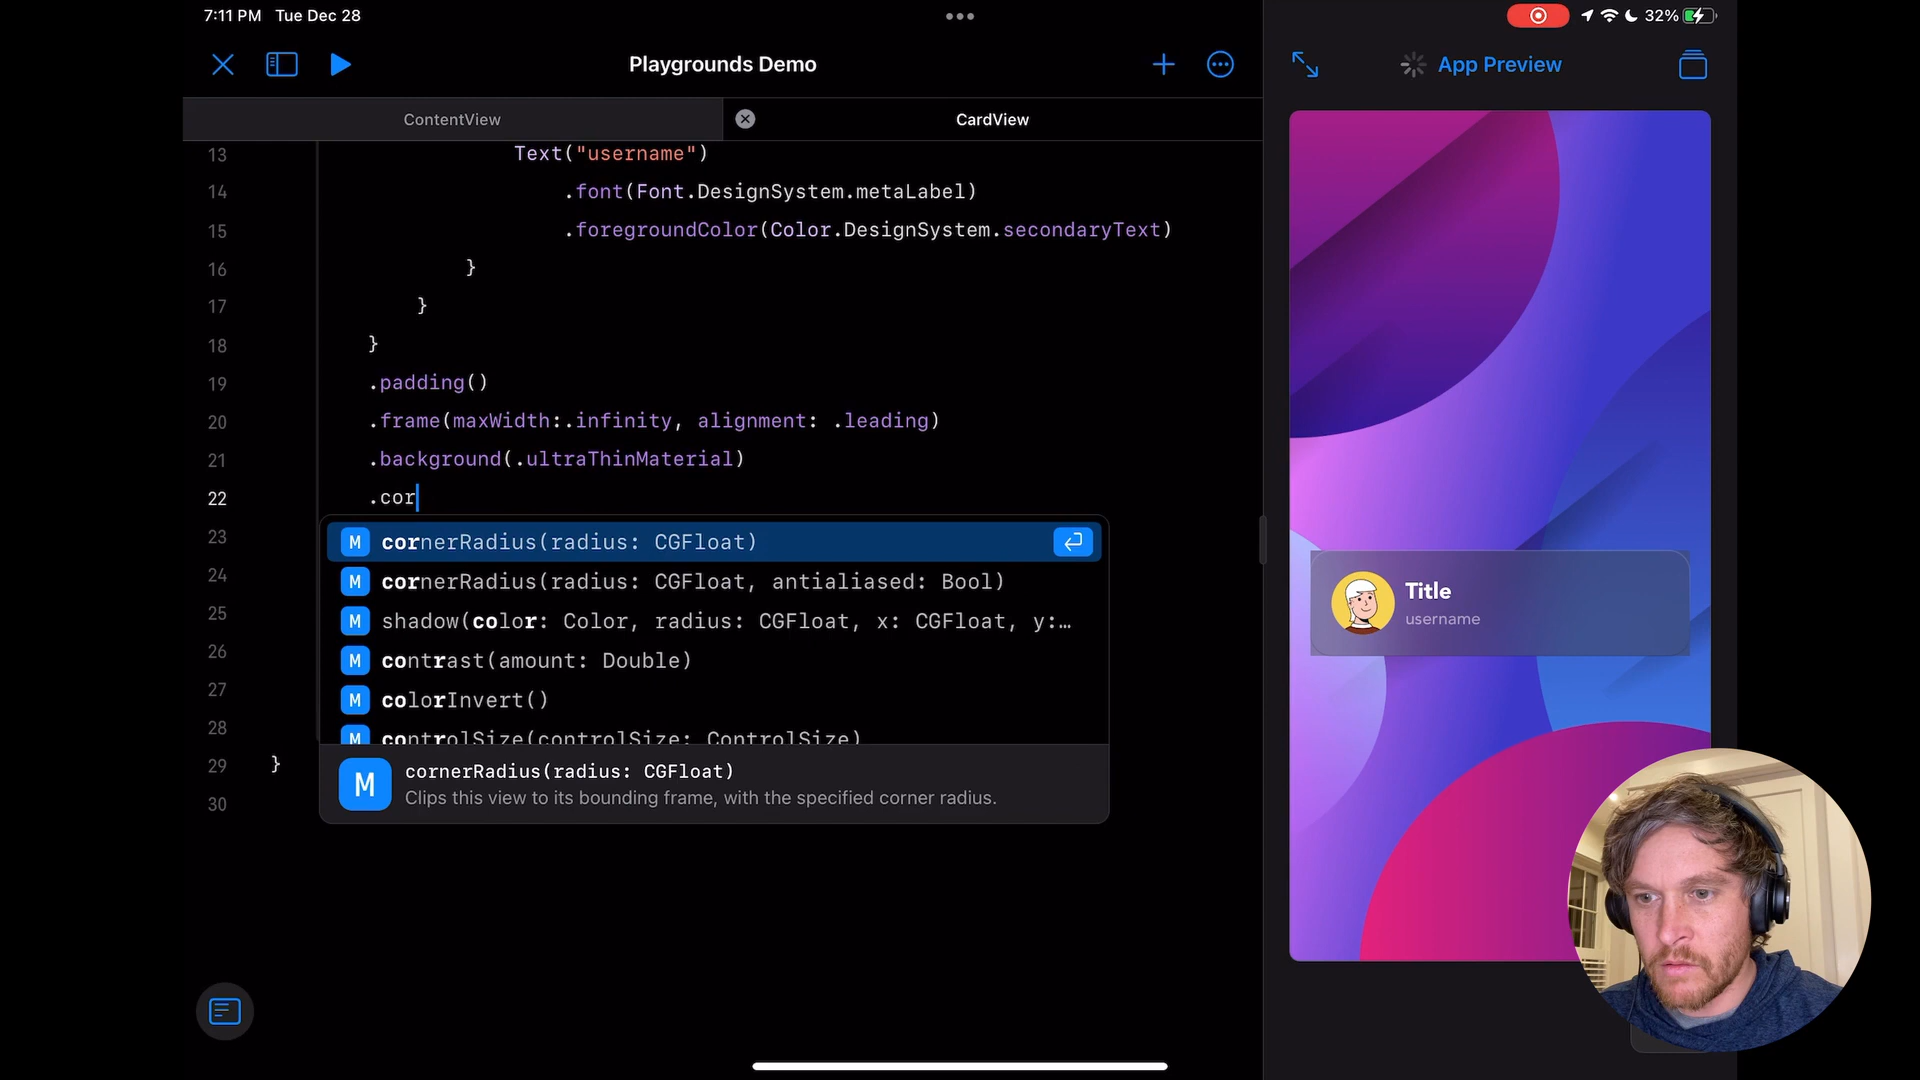 7:11 PM Tue Dec 28
32%
Playgrounds Demo
App Preview
ContentView
CardView
13 Text("username")
14 .font(Font.DesignSystem.metaLabel)
15 .foregroundColor(Color.DesignSystem.secondaryText)
16 }
17 }
18 }
19 .padding()
20 .frame(maxWidth:.infinity, alignment: .leading)
21 .background(.ultraThinMaterial)
22 .cor
23
24
25
26
27
28
29 }
30
M cornerRadius(radius: CGFloat)
M cornerRadius(radius: CGFloat, antialiased: Bool)
M shadow(color: Color, radius: CGFloat, x: CGFloat, y:…
M contrast(amount: Double)
M colorInvert()
M controlSize(controlSize: ControlSize)
M cornerRadius(radius: CGFloat)
Clips this view to its bounding frame, with the specified corner radius.
Title
username